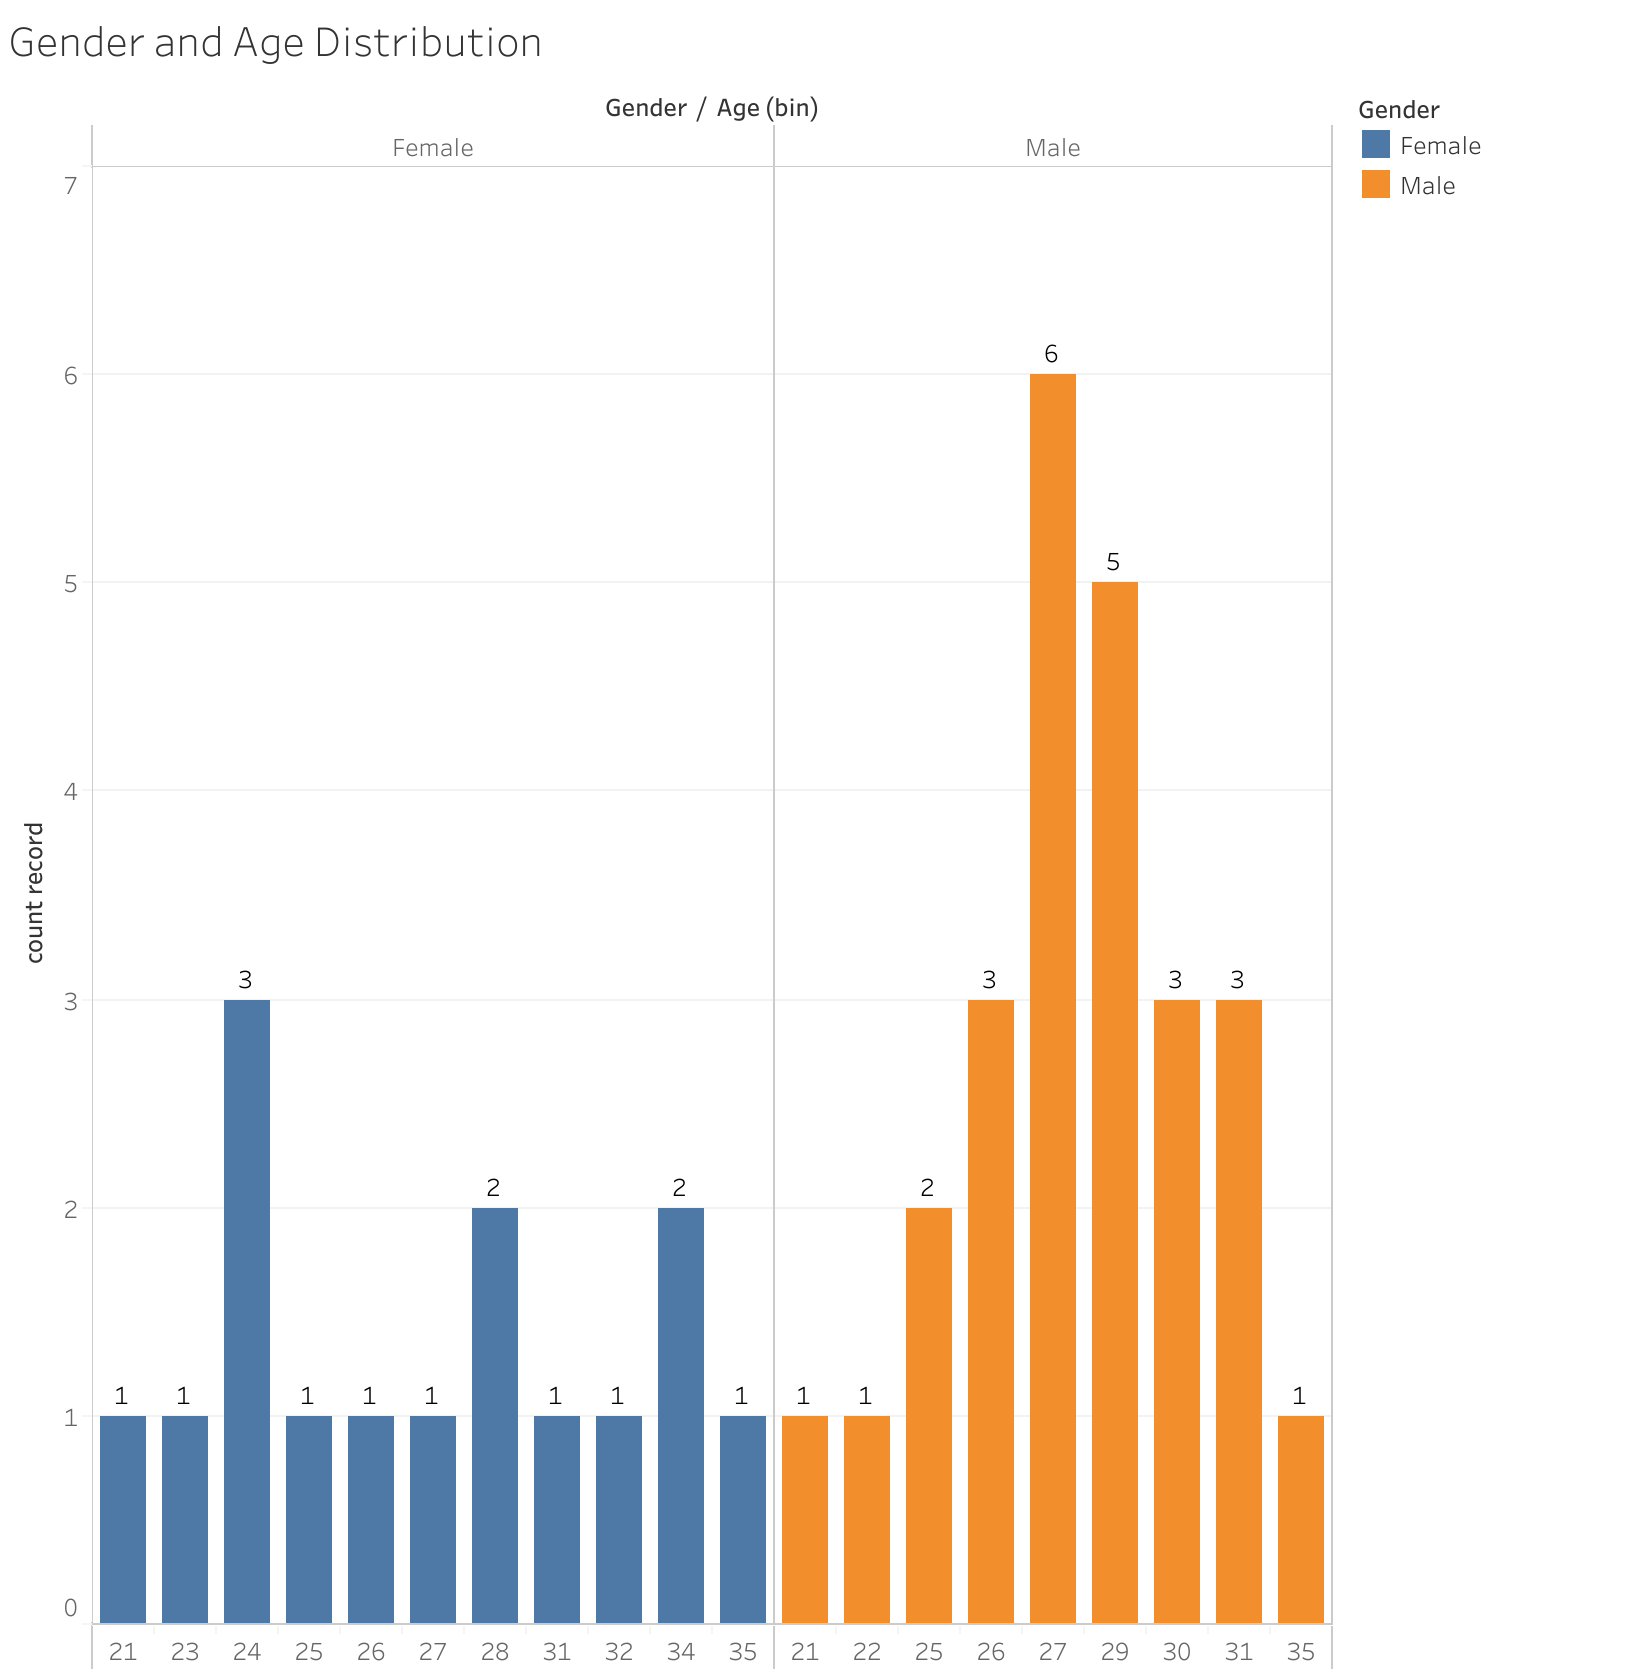 Gender and Age Distribution
Gender / Age (bin)
Female Male
Gender
Female
Male
count record
7
6
5
4
3
2
1
0
6
5
3 3 3 3
2 2 2
1 1 1 1 1 1 1 1 1 1 1
21 23 24 25 26 27 28 31 32 34 35 21 22 25 26 27 29 30 31 35